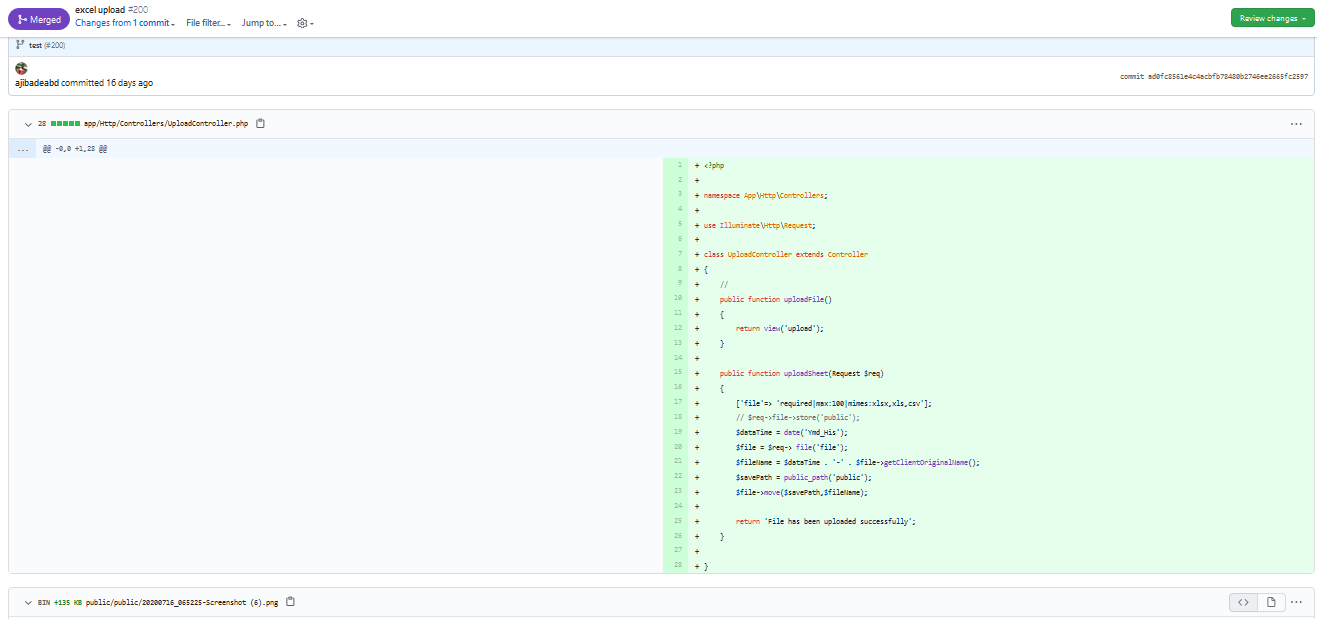 Merged
excel upload #200
Changes from 1 commit
File filter...
Jump to...
Review changes
test (#200)
ajibadeabd committed 16 days ago
commit ad0fc8561e4c4acbfb78480b2746ee2665fc2597
28 app/Http/Controllers/UploadController.php
...
@@ -0,0 +1,28 @@
1 + <?php
2 +
3 + namespace App\Http\Controllers;
4 +
5 + use Illuminate\Http\Request;
6 +
7 + class UploadController extends Controller
8 + {
9 + //
10 + public function uploadFile()
11 + {
12 + return view('upload');
13 + }
14 +
15 + public function uploadSheet(Request $req)
16 + {
17 + ['file'=> 'required|max:100|mimes:xlsx,xls,csv'];
18 + // $req->file->store('public');
19 + $dataTime = date('Ymd_His');
20 + $file = $req-> file('file');
21 + $fileName = $dataTime . '-' . $file->getClientOriginalName();
22 + $savePath = public_path('public');
23 + $file->move($savePath,$fileName);
24 +
25 + return 'File has been uploaded successfully';
26 + }
27 +
28 + }
BIN +135 KB public/public/20200716_065225-Screenshot (6).png